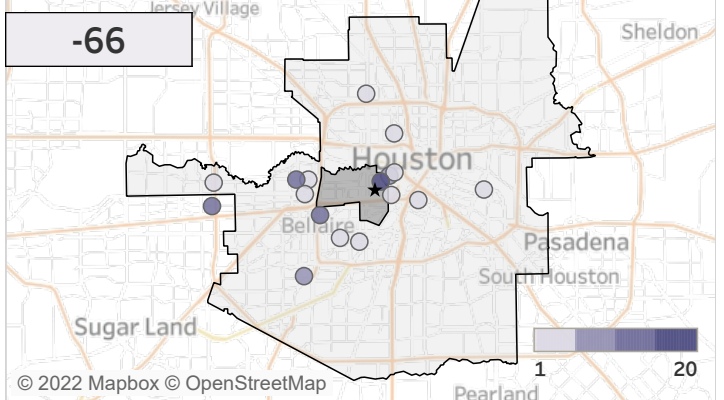 Jersey Village
-66
Sheldon
Houston
Bellaire
Pasadena
South Houston
Sugar Land
1
20
© 2022 Mapbox © OpenStreetMap
Pearland